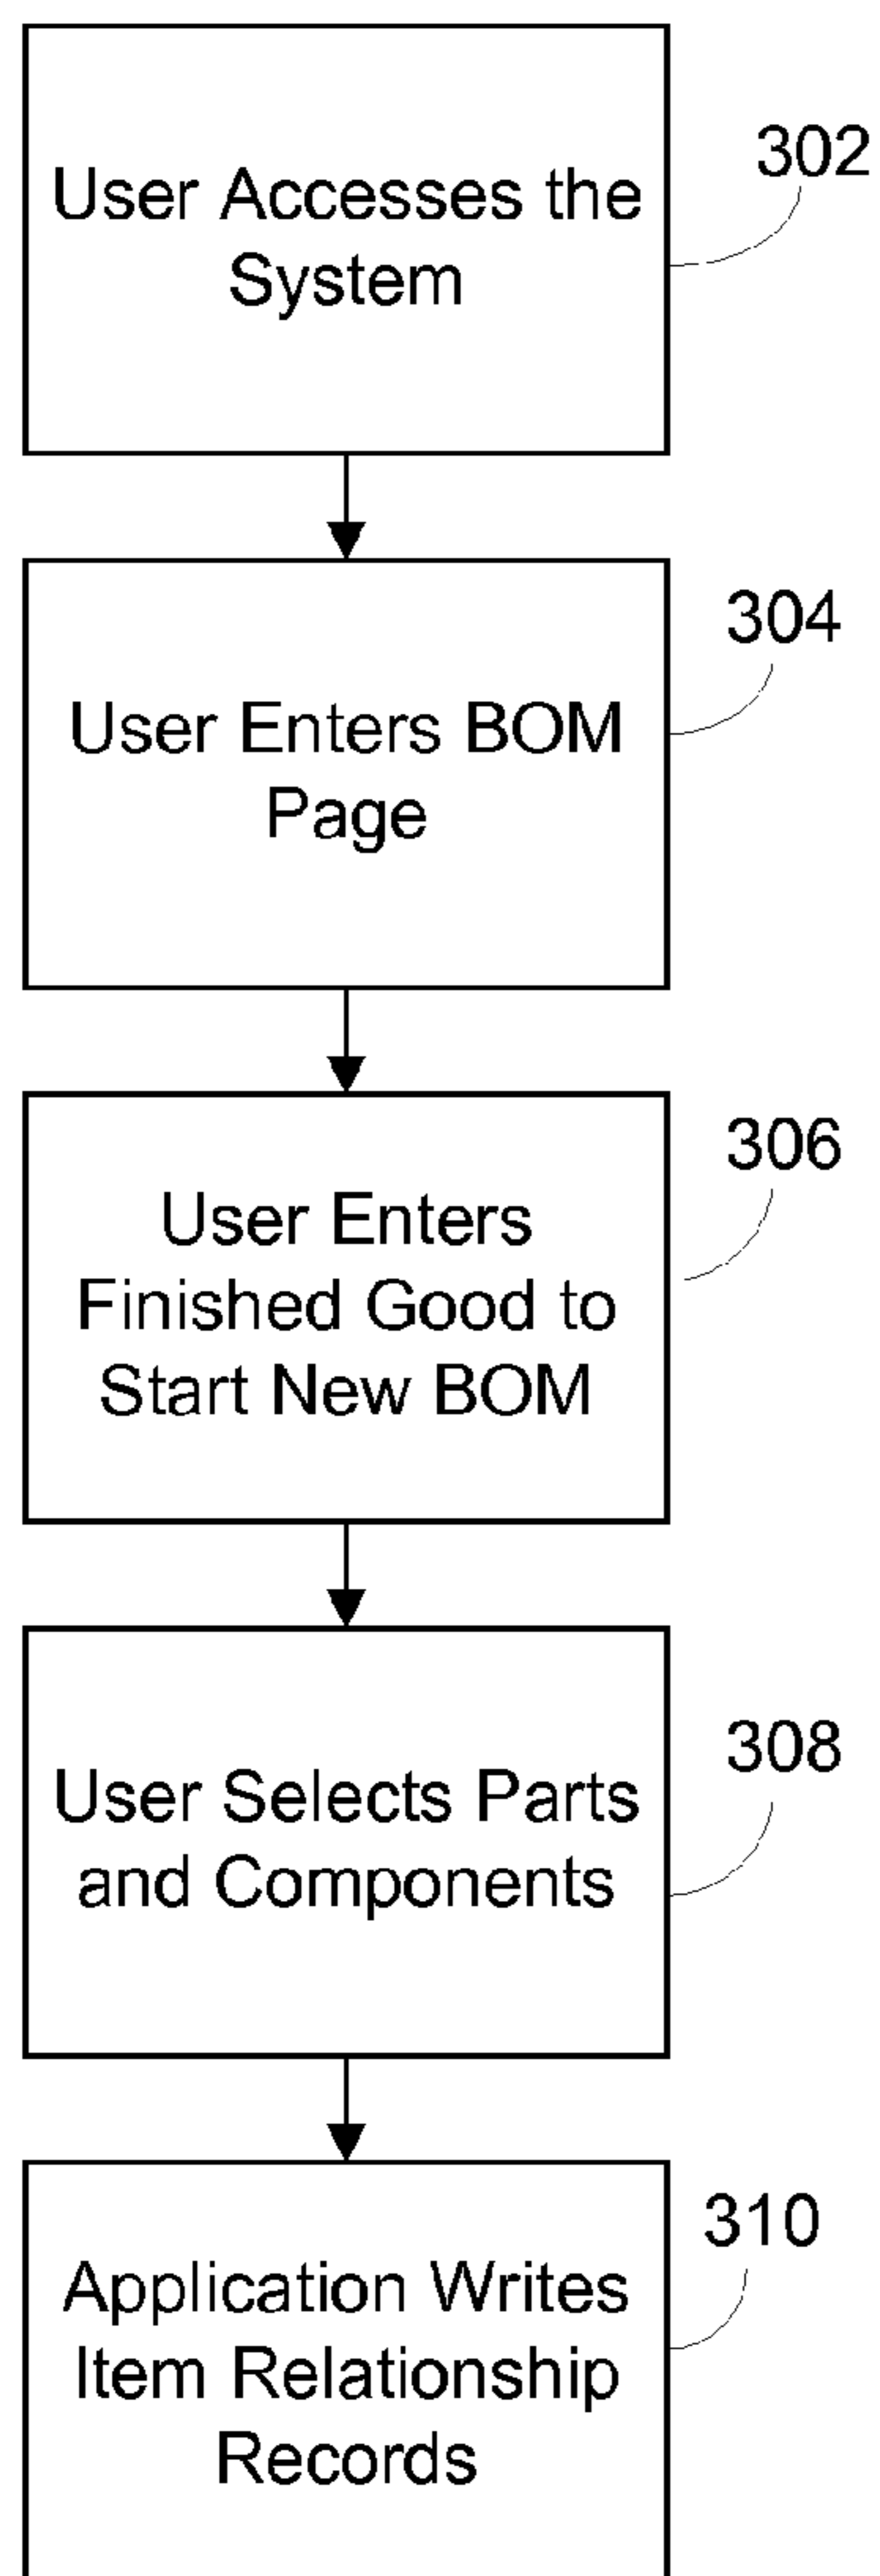 302
User Accesses the
System
304
User Enters BOM
Page
306
User Enters
Finished Good to
Start New BOM
308
User Selects Parts
and Components
310
Application Writes
Item Relationship
Records